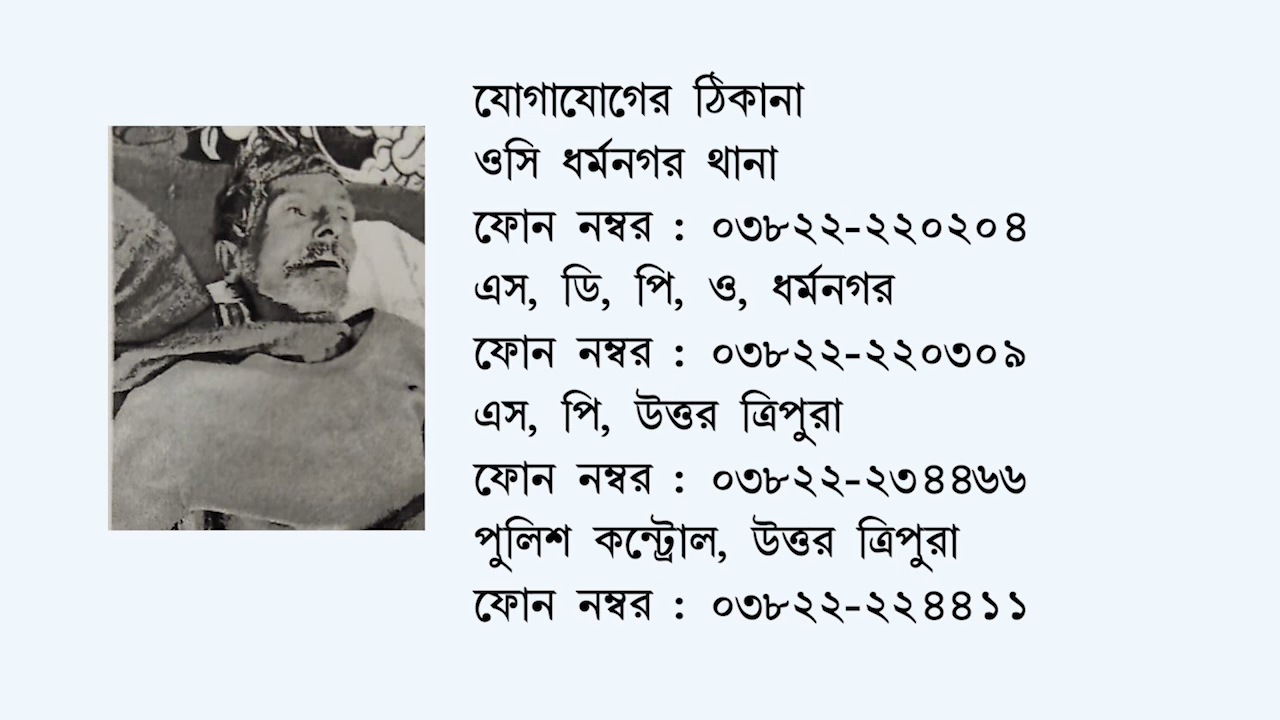 যোগাযোগের ঠিকানা
ওসি ধর্মনগর থানা
ফোন নম্বর : ০৩৮২২-২২০২০৪
এস, ডি, পি, ও, ধর্মনগর
ফোন নম্বর : ০৩৮২২-২২০৩০৯
এস, পি, উত্তর ত্রিপুরা
ফোন নম্বর : ০৩৮২২-২৩৪৪৬৬
পুলিশ কন্ট্রোল, উত্তর ত্রিপুরা
ফোন নম্বর : ০৩৮২২-২২৪৪১১